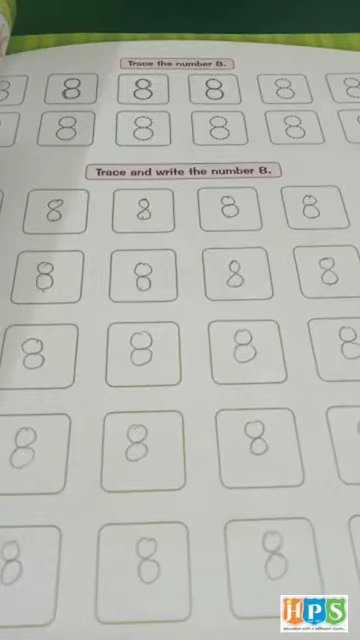 Trace the number 8.
8 8 8 8 8 8
8 8 8 8 8
Trace and write the number 8.
8 8 8 8
8 8 8 8
8 8 8 8
8 8 8
8 8 8
HPS